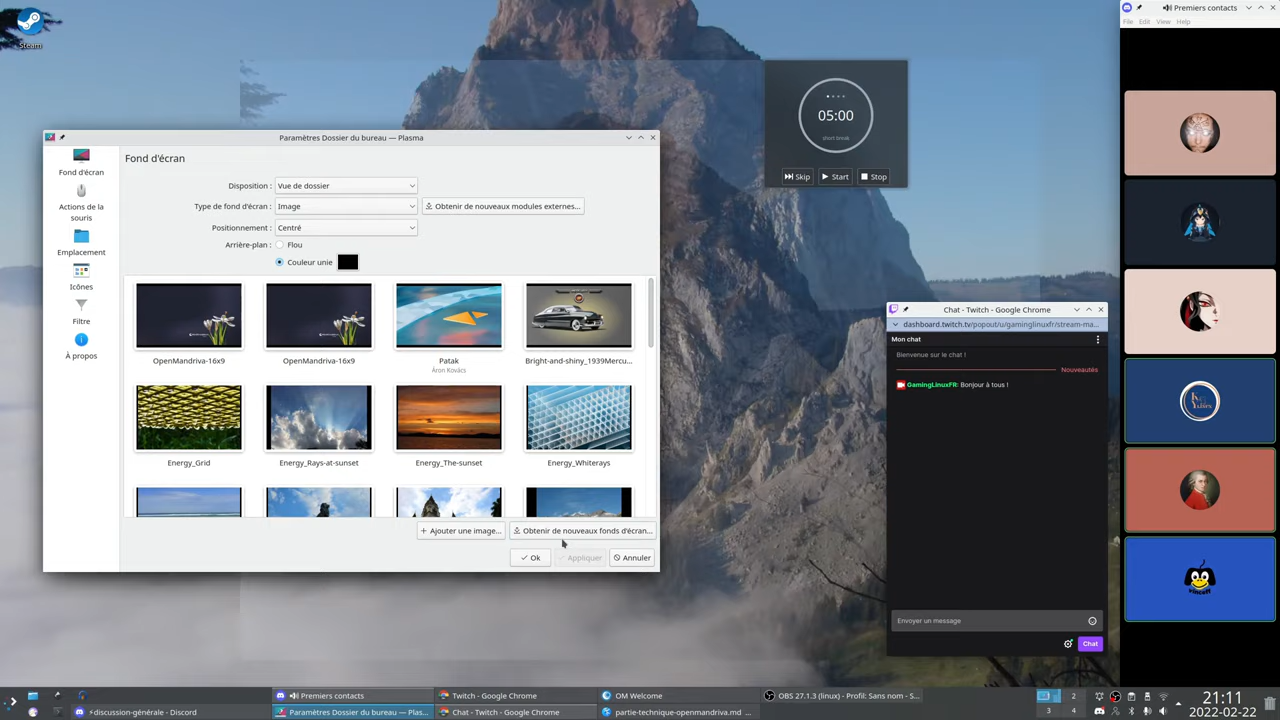 Steam
Premiers contacts
File Edit View Help
05:00
short break
Skip Start Stop
Paramètres Dossier du bureau — Plasma
Fond d'écran
Actions de la
souris
Emplacement
Icônes
Filtre
À propos
Fond d'écran
Disposition : Vue de dossier
Type de fond d'écran : Image Obtenir de nouveaux modules externes...
Positionnement : Centré
Arrière-plan : Flou
Couleur unie
OpenMandriva-16x9 OpenMandriva-16x9 Patak Bright-and-shiny_1939Mercu...
Áron Kovács
Energy_Grid Energy_Rays-at-sunset Energy_The-sunset Energy_Whiterays
Ajouter une image... Obtenir de nouveaux fonds d'écran...
Ok Appliquer Annuler
Chat - Twitch - Google Chrome
dashboard.twitch.tv/popout/u/gaminglinuxfr/stream-ma...
Mon chat
Bienvenue sur le chat !
Nouveautés
GamingLinuxFR: Bonjour à tous !
Envoyer un message
Chat
Premiers contacts Twitch - Google Chrome OM Welcome OBS 27.1.3 (linux) - Profil: Sans nom - S...
discussion-générale - Discord Paramètres Dossier du bureau — Plas... Chat - Twitch - Google Chrome partie-technique-openmandriva.md ...
2
3 4
21:11
2022-02-22